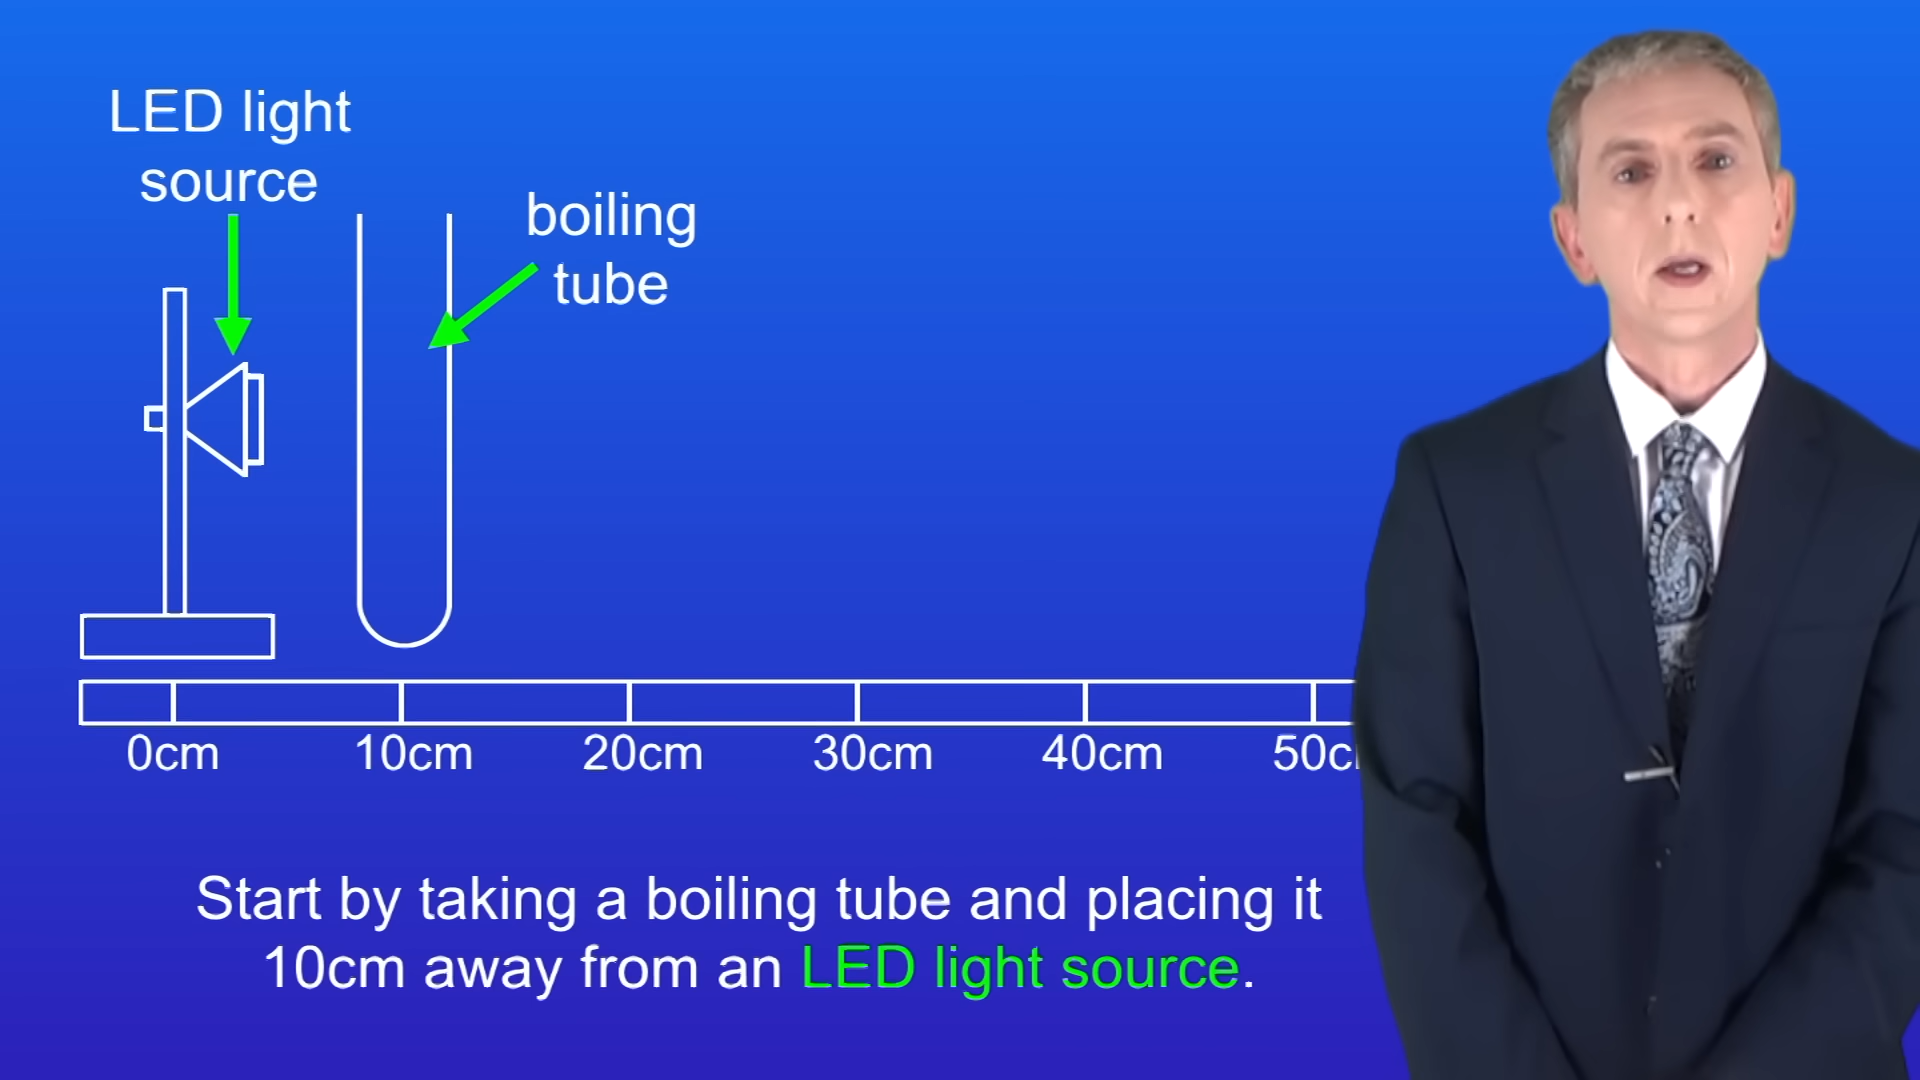 LED light
source
boiling
tube
0cm 10cm 20cm 30cm 40cm
Start by taking a boiling tube and placing it
10cm away from an LED light source.